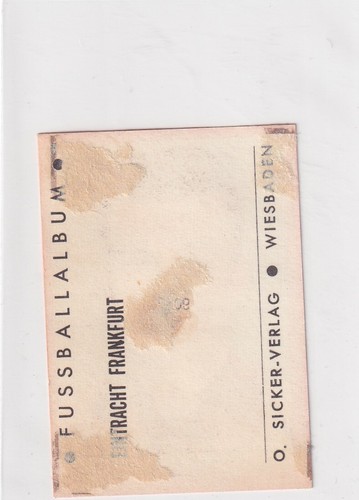 ● FUSSBALLALBUM ●
EINTRACHT FRANKFURT
O. SICKER-VERLAG ● WIESBADEN